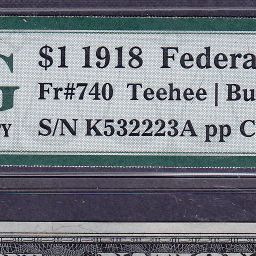 $1 1918 Federa
Fr#740 Teehee | Bu
S/N K532223A pp C